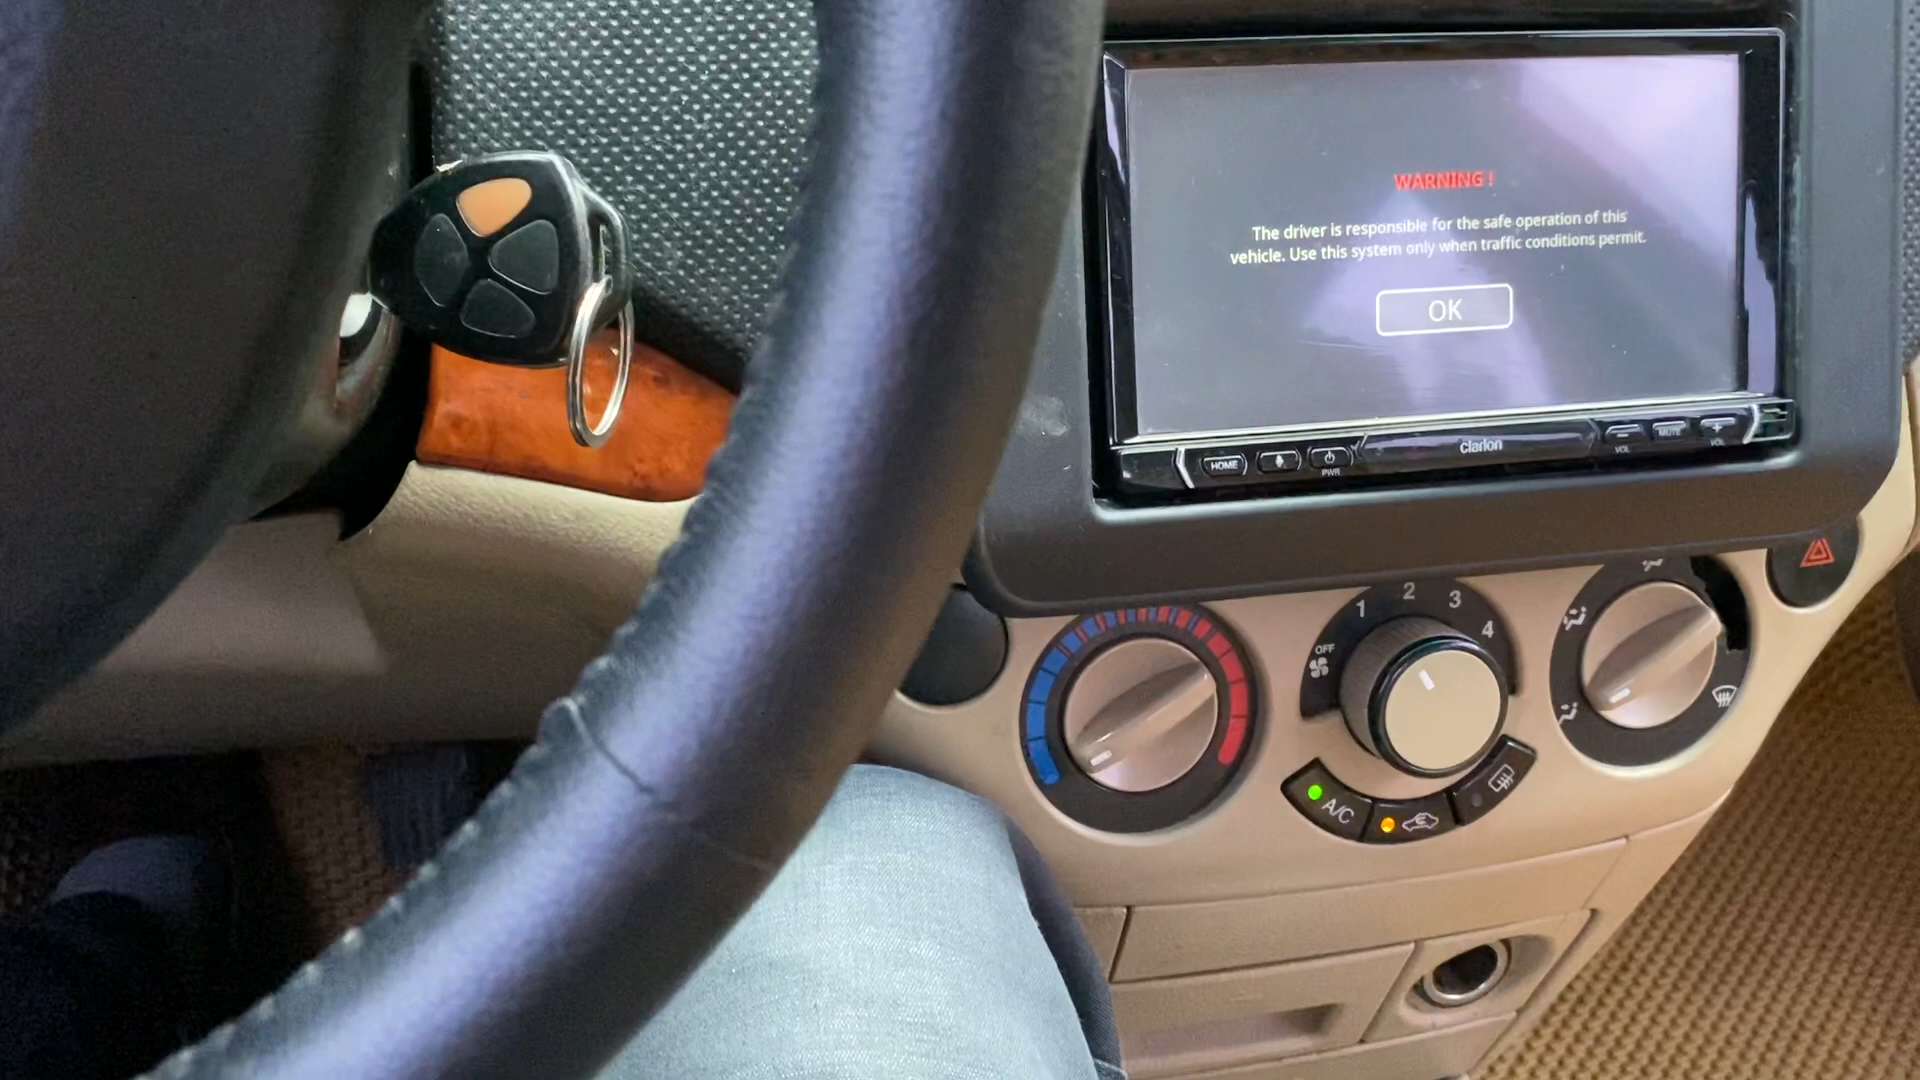 WARNING !
The driver is responsible for the safe operation of this
vehicle. Use this system only when traffic conditions permit.
OK
HOME
PWR
clarion
VOL
MUTE
VOL
OFF
1
2
3
4
A/C